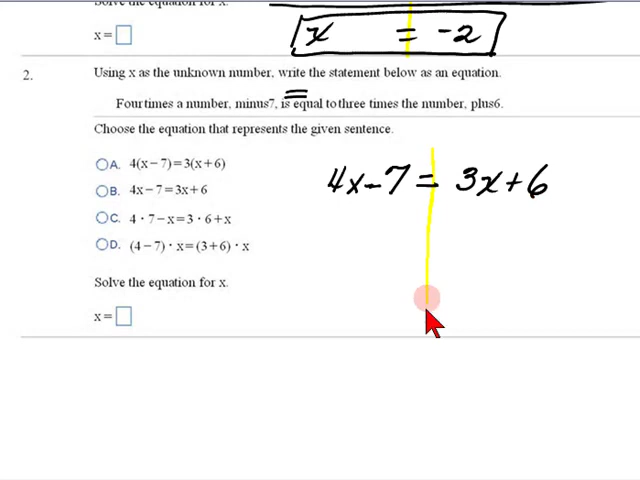 Solve the equation for x.
x =
x = -2
2.
Using x as the unknown number, write the statement below as an equation.
Four times a number, minus7, is equal to three times the number, plus6.
Choose the equation that represents the given sentence.
A. 4(x−7)=3(x+6)
4x-7 = 3x+6
B. 4x−7=3x+6
C. 4・7−x=3・6+x
D. (4−7)・x=(3+6)・x
Solve the equation for x.
x=